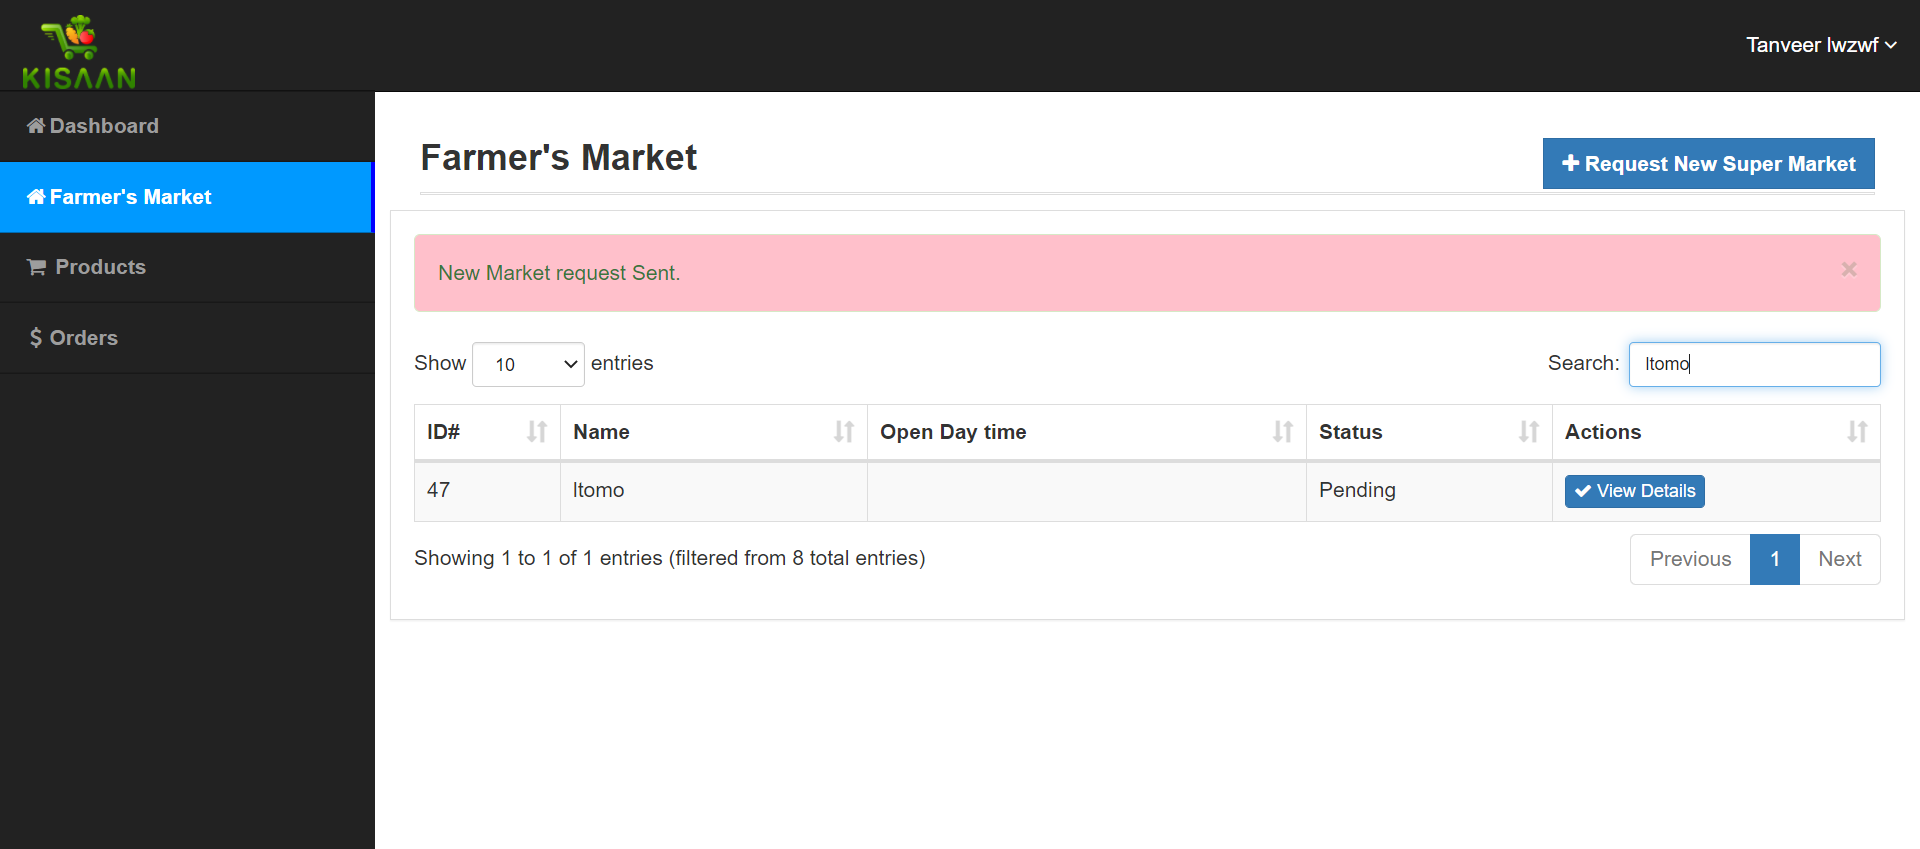 KISAAN
Tanveer lwzwf
Dashboard
Farmer's Market
Products
Orders
Farmer's Market
Request New Super Market
New Market request Sent.
×
Show 10 entries
Search: ltomo
ID# Name Open Day time Status Actions
47 ltomo Pending View Details
Showing 1 to 1 of 1 entries (filtered from 8 total entries)
Previous 1 Next